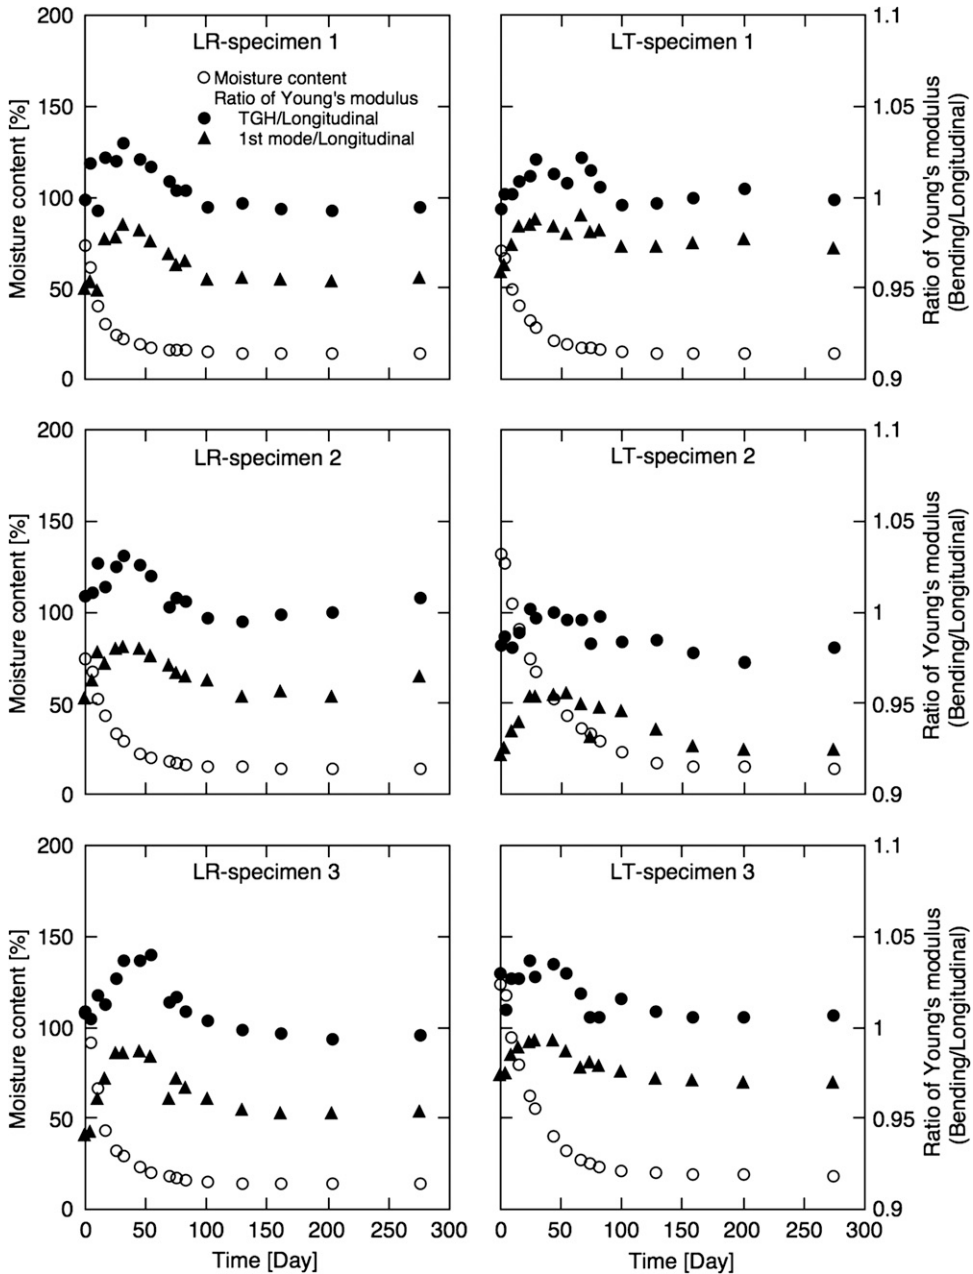 200
150
100
50
0
Moisture content [%]
LR-specimen 1
Moisture content
Ratio of Young's modulus
TGH/Longitudinal
1st mode/Longitudinal
LT-specimen 1
1.1
1.05
1
0.95
0.9
Ratio of Young's modulus
(Bending/Longitudinal)
200
150
100
50
0
Moisture content [%]
LR-specimen 2
LT-specimen 2
1.1
1.05
1
0.95
0.9
Ratio of Young's modulus
(Bending/Longitudinal)
200
150
100
50
0
Moisture content [%]
LR-specimen 3
0 50 100 150 200 250 300
Time [Day]
LT-specimen 3
0 50 100 150 200 250 300
Time [Day]
1.1
1.05
1
0.95
0.9
Ratio of Young's modulus
(Bending/Longitudinal)